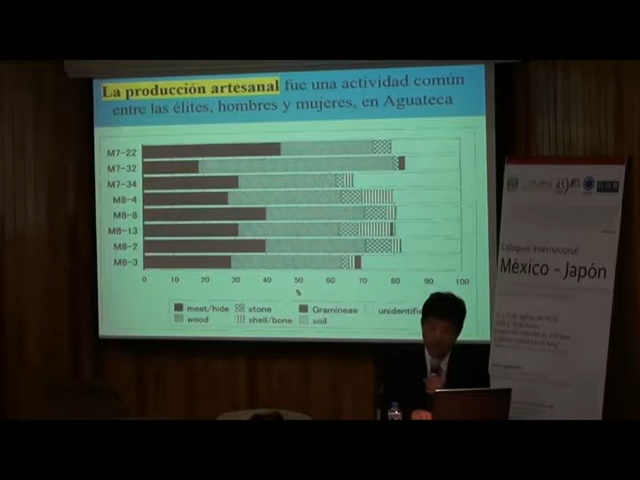 La producción artesanal fue una actividad común
entre las élites, hombres y mujeres, en Aguateca
M7-22
M7-32
M7-34
M8-4
M8-8
M8-13
M8-2
M8-3
0 10 20 30 40 50 60 70 80 90 100
%
meat/hide stone Gramineae unidentifi
wood shell/bone soil
Coloquio Internacional
México - Japón